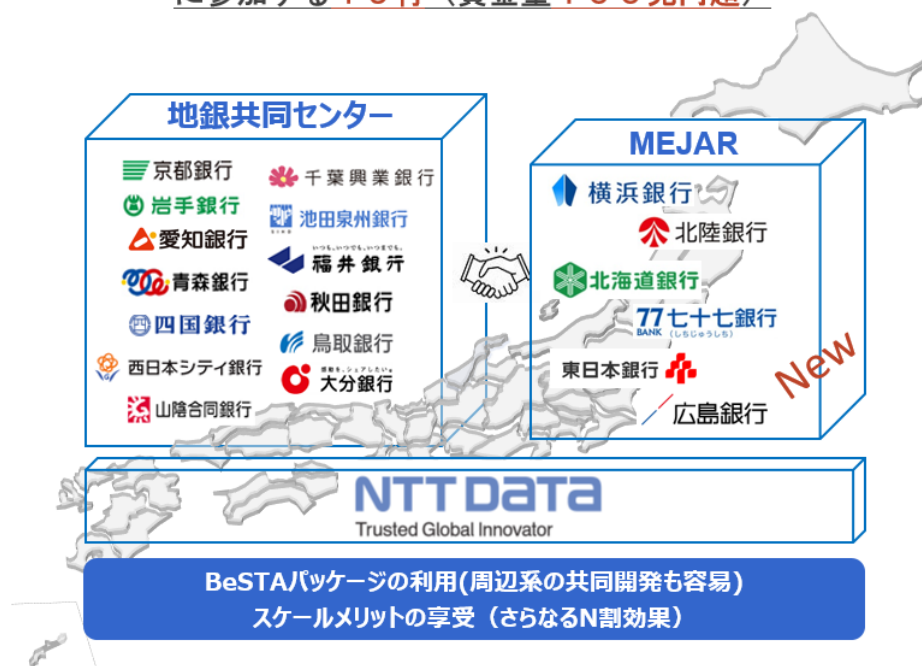 地銀共同センター
京都銀行
千葉興業銀行
岩手銀行
池田泉州銀行
愛知銀行
いつも。いつでも。いつまでも。
福井銀行
青森銀行
秋田銀行
四国銀行
鳥取銀行
西日本シティ銀行
感動を、シェアしたい。
大分銀行
山陰合同銀行
MEJAR
横浜銀行
北陸銀行
北海道銀行
77 BANK 七十七銀行
(しちじゅうしち)
東日本銀行
New
広島銀行
NTT DATA
Trusted Global Innovator
BeSTAパッケージの利用(周辺系の共同開発も容易)
スケールメリットの享受（さらなるN割効果）